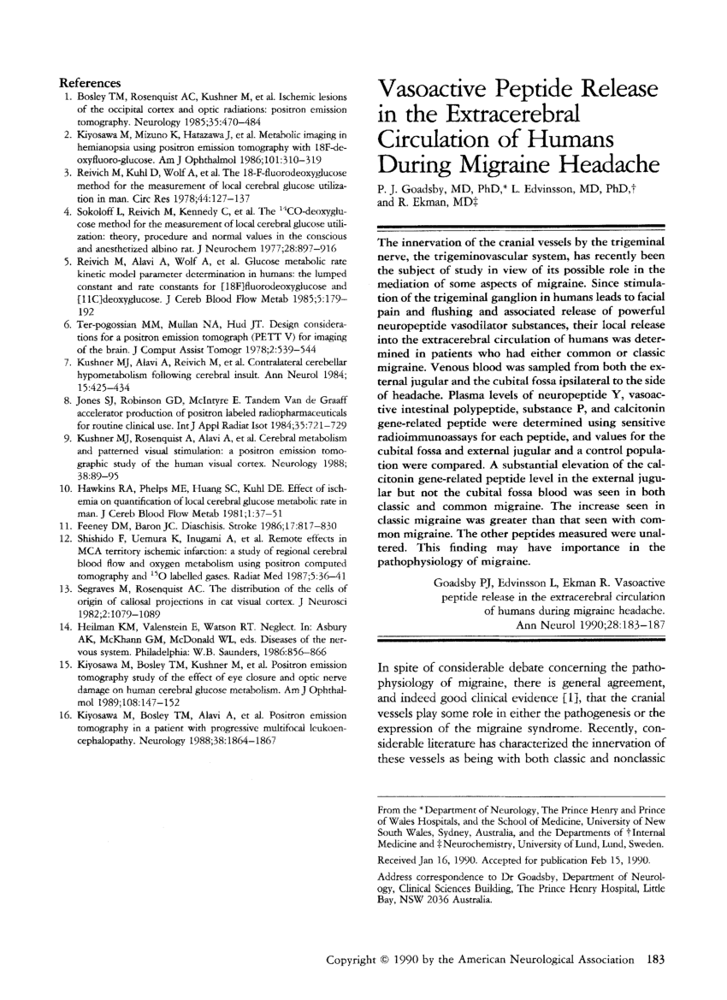 References
1. Bosley TM, Rosenquist AC, Kushner M, et al. Ischemic lesions
of the occipital cortex and optic radiations: positron emission
tomography. Neurology 1985;35:470–484
2. Kiyosawa M, Mizuno K, Hatazawa J, et al. Metabolic imaging in
hemianopsia using positron emission tomography with 18F-de-
oxyfluoro-glucose. Am J Ophthalmol 1986;101:310–319
3. Reivich M, Kuhl D, Wolf A, et al. The 18-F-fluorodeoxyglucose
method for the measurement of local cerebral glucose utiliza-
tion in man. Circ Res 1978;44:127–137
4. Sokoloff L, Reivich M, Kennedy C, et al. The ¹⁴CO-deoxyglu-
cose method for the measurement of local cerebral glucose utili-
zation: theory, procedure and normal values in the conscious
and anesthetized albino rat. J Neurochem 1977;28:897–916
5. Reivich M, Alavi A, Wolf A, et al. Glucose metabolic rate
kinetic model parameter determination in humans: the lumped
constant and rate constants for [18F]fluorodeoxyglucose and
[11C]deoxyglucose. J Cereb Blood Flow Metab 1985;5:179–
192
6. Ter-pogossian MM, Mullan NA, Hud JT. Design considera-
tions for a positron emission tomograph (PETT V) for imaging
of the brain. J Comput Assist Tomogr 1978;2:539–544
7. Kushner MJ, Alavi A, Reivich M, et al. Contralateral cerebellar
hypometabolism following cerebral insult. Ann Neurol 1984;
15:425–434
8. Jones SJ, Robinson GD, McIntyre E. Tandem Van de Graaff
accelerator production of positron labeled radiopharmaceuticals
for routine clinical use. Int J Appl Radiat Isot 1984;35:721–729
9. Kushner MJ, Rosenquist A, Alavi A, et al. Cerebral metabolism
and patterned visual stimulation: a positron emission tomo-
graphic study of the human visual cortex. Neurology 1988;
38:89–95
10. Hawkins RA, Phelps ME, Huang SC, Kuhl DE. Effect of isch-
emia on quantification of local cerebral glucose metabolic rate in
man. J Cereb Blood Flow Metab 1981;1:37–51
11. Feeney DM, Baron JC. Diaschisis. Stroke 1986;17:817–830
12. Shishido F, Uemura K, Inugami A, et al. Remote effects in
MCA territory ischemic infarction: a study of regional cerebral
blood flow and oxygen metabolism using positron computed
tomography and ¹⁵O labelled gases. Radiat Med 1987;5:36–41
13. Segraves M, Rosenquist AC. The distribution of the cells of
origin of callosal projections in cat visual cortex. J Neurosci
1982;2:1079–1089
14. Heilman KM, Valenstein E, Watson RT. Neglect. In: Asbury
AK, McKhann GM, McDonald WL, eds. Diseases of the ner-
vous system. Philadelphia: W.B. Saunders, 1986:856–866
15. Kiyosawa M, Bosley TM, Kushner M, et al. Positron emission
tomography study of the effect of eye closure and optic nerve
damage on human cerebral glucose metabolism. Am J Ophthal-
mol 1989;108:147–152
16. Kiyosawa M, Bosley TM, Alavi A, et al. Positron emission
tomography in a patient with progressive multifocal leukoen-
cephalopathy. Neurology 1988;38:1864–1867
Vasoactive Peptide Release
in the Extracerebral
Circulation of Humans
During Migraine Headache
P. J. Goadsby, MD, PhD,* L. Edvinsson, MD, PhD,†
and R. Ekman, MD‡
The innervation of the cranial vessels by the trigeminal
nerve, the trigeminovascular system, has recently been
the subject of study in view of its possible role in the
mediation of some aspects of migraine. Since stimula-
tion of the trigeminal ganglion in humans leads to facial
pain and flushing and associated release of powerful
neuropeptide vasodilator substances, their local release
into the extracerebral circulation of humans was deter-
mined in patients who had either common or classic
migraine. Venous blood was sampled from both the ex-
ternal jugular and the cubital fossa ipsilateral to the side
of headache. Plasma levels of neuropeptide Y, vasoac-
tive intestinal polypeptide, substance P, and calcitonin
gene-related peptide were determined using sensitive
radioimmunoassays for each peptide, and values for the
cubital fossa and external jugular and a control popula-
tion were compared. A substantial elevation of the cal-
citonin gene-related peptide level in the external jugu-
lar but not the cubital fossa blood was seen in both
classic and common migraine. The increase seen in
classic migraine was greater than that seen with com-
mon migraine. The other peptides measured were unal-
tered. This finding may have importance in the
pathophysiology of migraine.
Goadsby PJ, Edvinsson L, Ekman R. Vasoactive
peptide release in the extracerebral circulation
of humans during migraine headache.
Ann Neurol 1990;28:183–187
In spite of considerable debate concerning the patho-
physiology of migraine, there is general agreement,
and indeed good clinical evidence [1], that the cranial
vessels play some role in either the pathogenesis or the
expression of the migraine syndrome. Recently, con-
siderable literature has characterized the innervation of
these vessels as being with both classic and nonclassic
From the *Department of Neurology, The Prince Henry and Prince
of Wales Hospitals, and the School of Medicine, University of New
South Wales, Sydney, Australia, and the Departments of †Internal
Medicine and ‡Neurochemistry, University of Lund, Lund, Sweden.
Received Jan 16, 1990. Accepted for publication Feb 15, 1990.
Address correspondence to Dr Goadsby, Department of Neurol-
ogy, Clinical Sciences Building, The Prince Henry Hospital, Little
Bay, NSW 2036 Australia.
Copyright © 1990 by the American Neurological Association 183